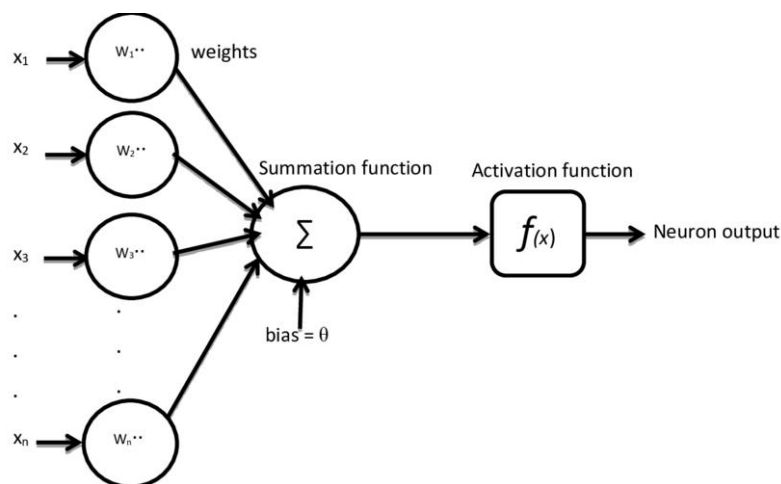 x₁
W₁..
weights
x₂
W₂..
Summation function
Activation function
x₃
W₃..
Σ
f(x)
Neuron output
.
.
.
.
.
.
bias = θ
xₙ
Wₙ..